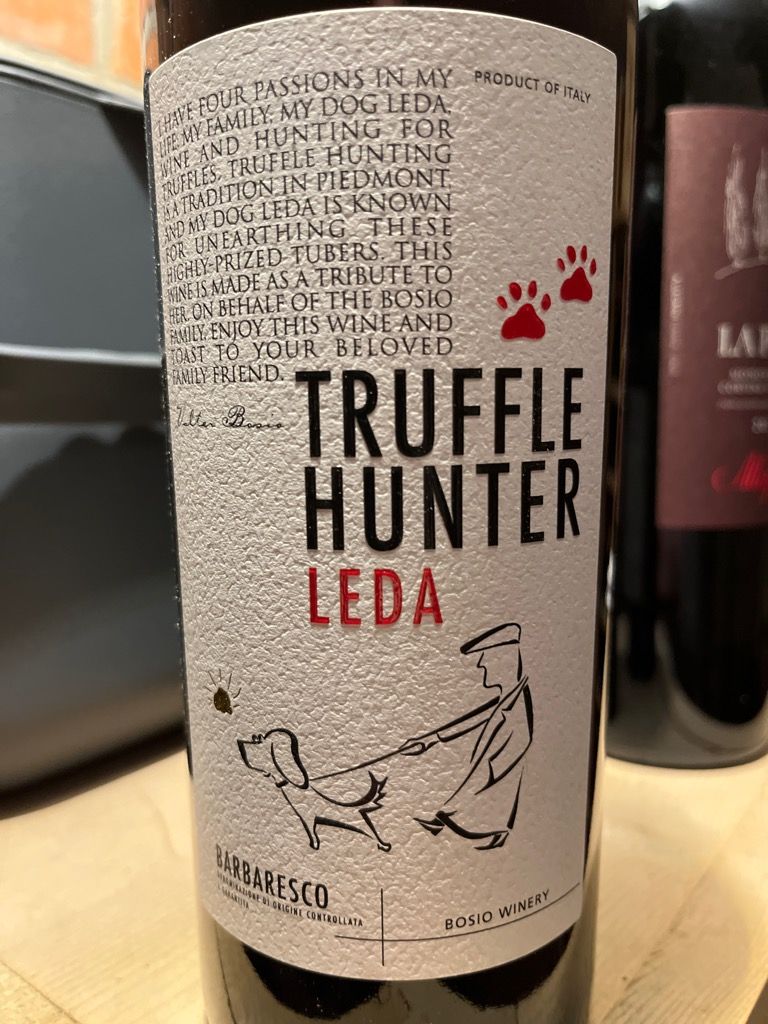 I HAVE FOUR PASSIONS IN MY
LIFE: MY FAMILY, MY DOG LEDA,
WINE AND HUNTING FOR
TRUFFLES. TRUFFLE HUNTING
IS A TRADITION IN PIEDMONT,
AND MY DOG LEDA IS KNOWN
FOR UNEARTHING THESE
HIGHLY-PRIZED TUBERS. THIS
WINE IS MADE AS A TRIBUTE TO
HER. ON BEHALF OF THE BOSIO
FAMILY, ENJOY THIS WINE AND
TOAST TO YOUR BELOVED
FAMILY FRIEND.
Valter Bosio
PRODUCT OF ITALY
TRUFFLE
HUNTER
LEDA
BARBARESCO
DENOMINAZIONE DI ORIGINE CONTROLLATA
E GARANTITA
BOSIO WINERY